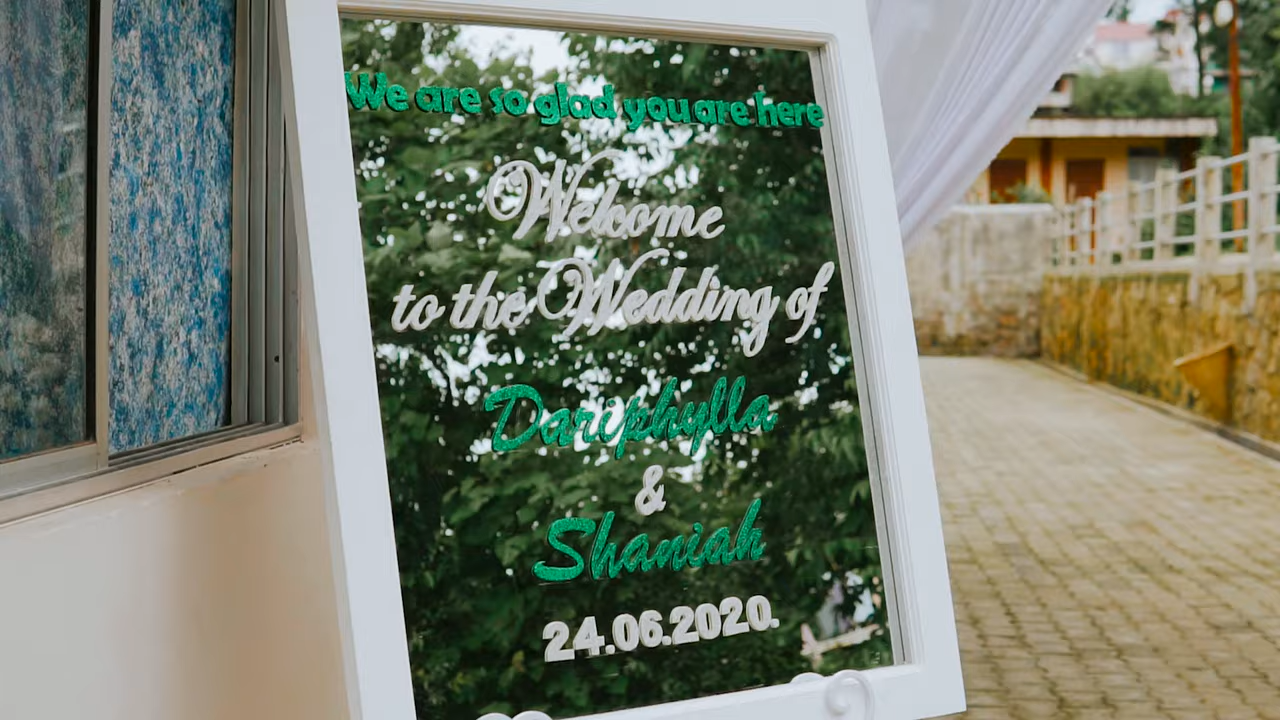 We are so glad you are here
Welcome
to the Wedding of
Dariphylla
&
Shaniah
24.06.2020.